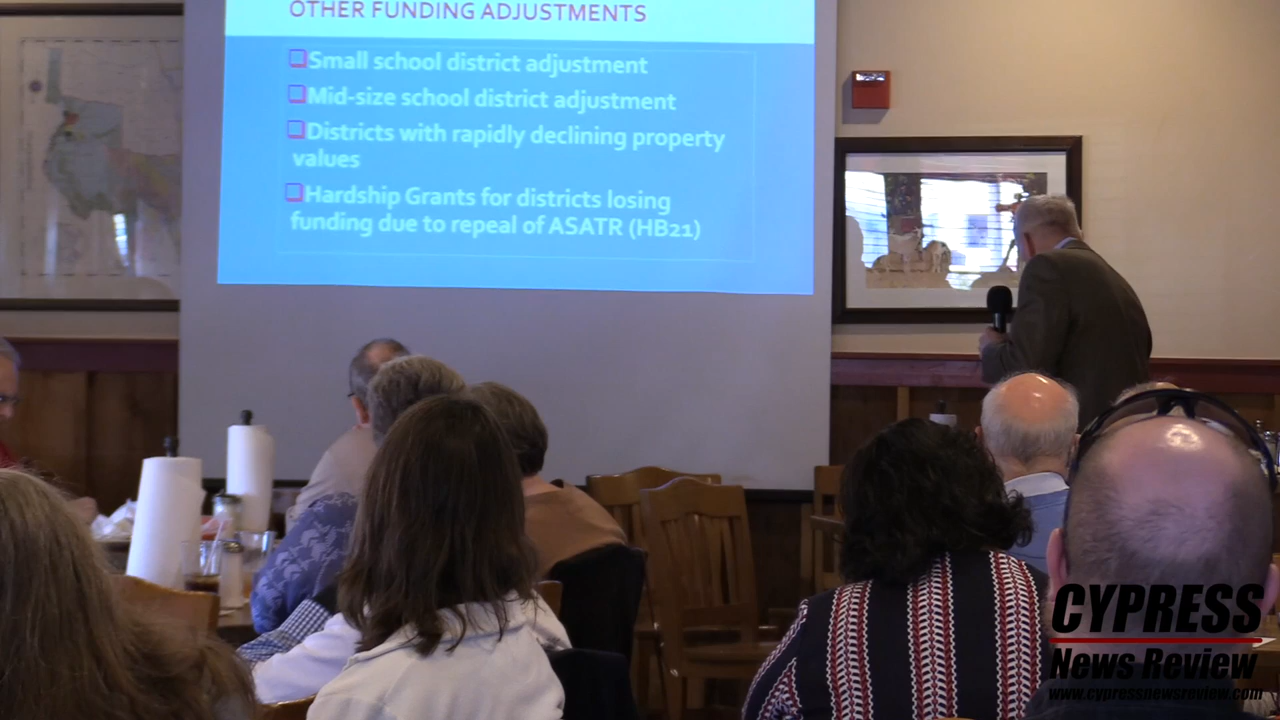 OTHER FUNDING ADJUSTMENTS
Small school district adjustment
Mid-size school district adjustment
Districts with rapidly declining property
values
Hardship Grants for districts losing
funding due to repeal of ASATR (HB21)
CYPRESS
News Review
www.cypressnewsreview.com